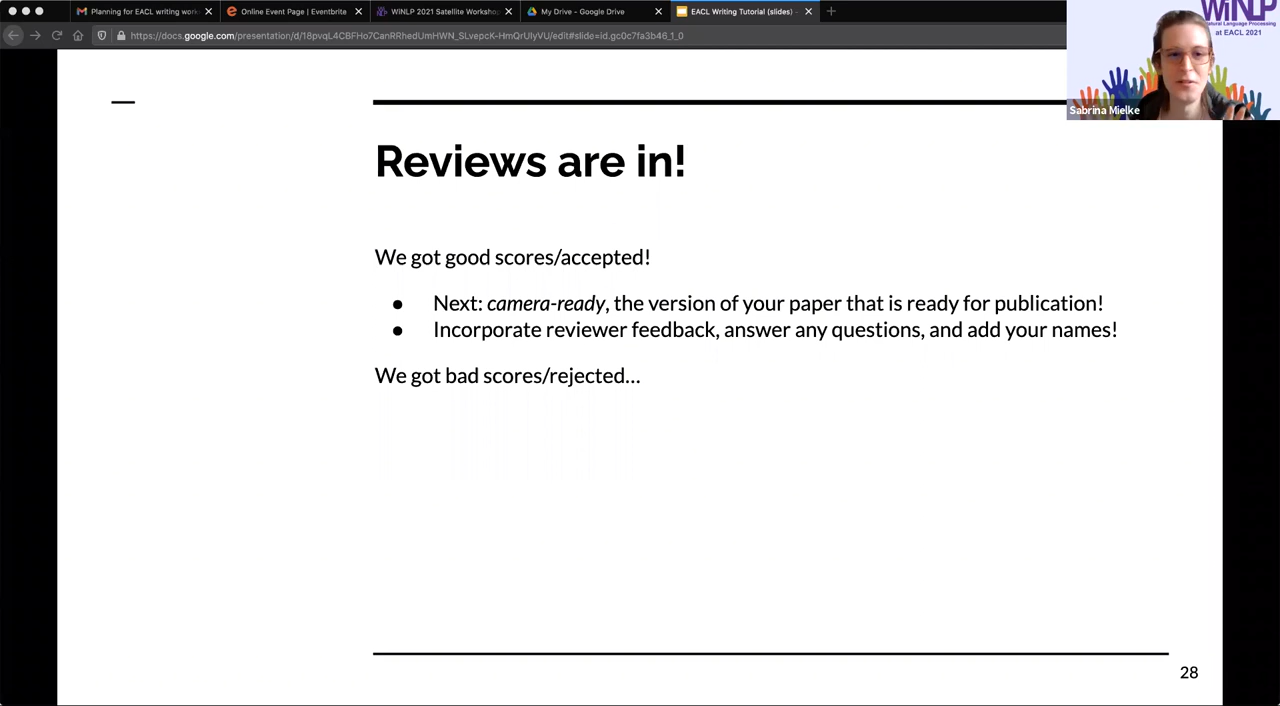 Planning for EACL writing work
Online Event Page | Eventbrite
WiNLP 2021 Satellite Workshop
My Drive - Google Drive
EACL Writing Tutorial (slides) -
https://docs.google.com/presentation/d/18pvqL4CBFHo7CanRRhedUmHWN_SLvepcK-HmQrUIyVU/edit#slide=id.gc0c7fa3b46_1_0
WiNLP
Natural Language Processing
at EACL 2021
Sabrina Mielke
Reviews are in!
We got good scores/accepted!
● Next: camera-ready, the version of your paper that is ready for publication!
● Incorporate reviewer feedback, answer any questions, and add your names!
We got bad scores/rejected...
28